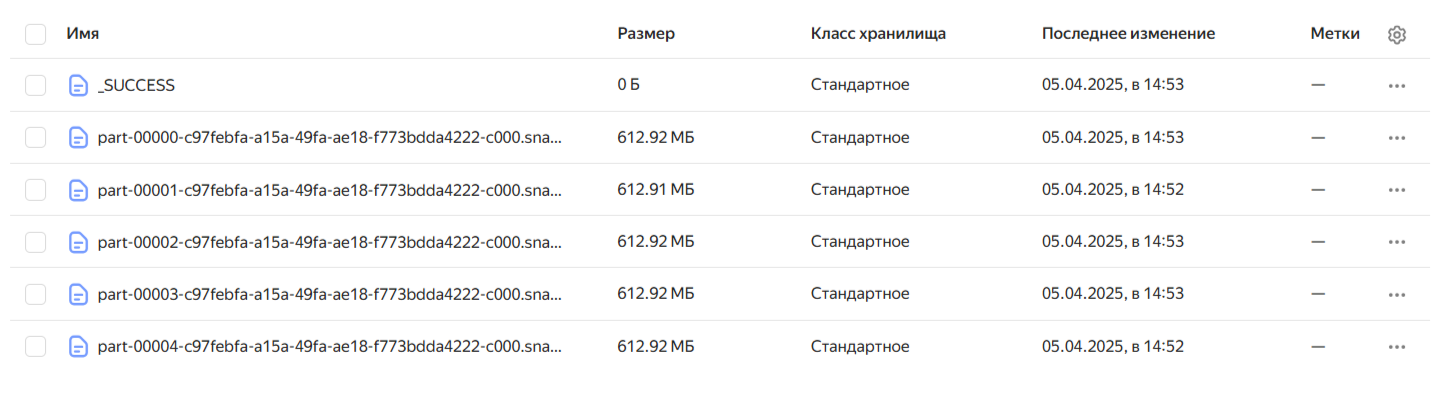 Имя Размер Класс хранилища Последнее изменение Метки
_SUCCESS 0 Б Стандартное 05.04.2025, в 14:53 —
part-00000-c97febfa-a15a-49fa-ae18-f773bdda4222-c000.sna... 612.92 МБ Стандартное 05.04.2025, в 14:53 —
part-00001-c97febfa-a15a-49fa-ae18-f773bdda4222-c000.sna... 612.91 МБ Стандартное 05.04.2025, в 14:52 —
part-00002-c97febfa-a15a-49fa-ae18-f773bdda4222-c000.sna... 612.92 МБ Стандартное 05.04.2025, в 14:53 —
part-00003-c97febfa-a15a-49fa-ae18-f773bdda4222-c000.sna... 612.92 МБ Стандартное 05.04.2025, в 14:53 —
part-00004-c97febfa-a15a-49fa-ae18-f773bdda4222-c000.sna... 612.92 МБ Стандартное 05.04.2025, в 14:52 —